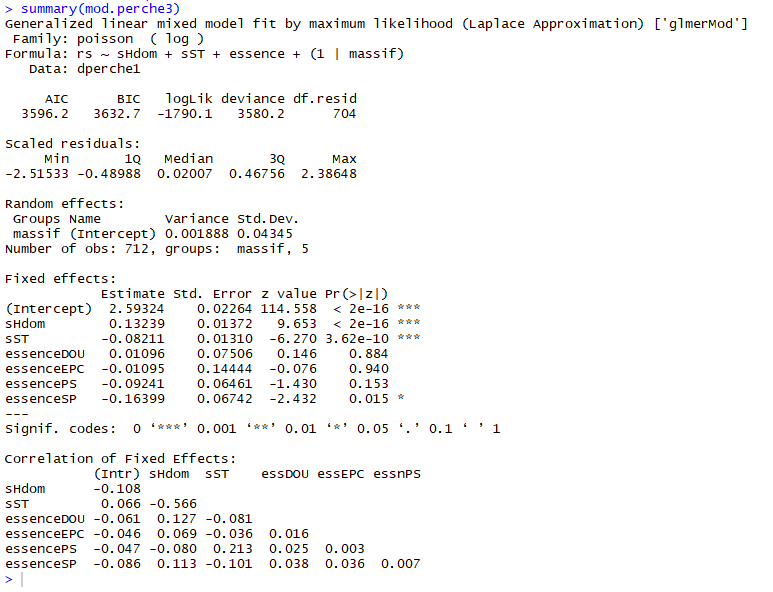 > summary(mod.perche3)
Generalized linear mixed model fit by maximum likelihood (Laplace Approximation) ['glmerMod']
 Family: poisson  ( log )
Formula: rs ~ sHdom + sST + essence + (1 | massif)
   Data: dperche1
     AIC      BIC   logLik deviance df.resid
  3596.2   3632.7  -1790.1   3580.2      704
Scaled residuals:
     Min       1Q   Median       3Q      Max
-2.51533 -0.48988  0.02007  0.46756  2.38648
Random effects:
 Groups Name        Variance Std.Dev.
 massif (Intercept) 0.001888 0.04345
Number of obs: 712, groups:  massif, 5
Fixed effects:
            Estimate Std. Error z value Pr(>|z|)
(Intercept)  2.59324    0.02264 114.558  < 2e-16 ***
sHdom        0.13239    0.01372   9.653  < 2e-16 ***
sST         -0.08211    0.01310  -6.270 3.62e-10 ***
essenceDOU   0.01096    0.07506   0.146    0.884
essenceEPC  -0.01095    0.14444  -0.076    0.940
essencePS   -0.09241    0.06461  -1.430    0.153
essenceSP   -0.16399    0.06742  -2.432    0.015 *
---
Signif. codes:  0 ‘***’ 0.001 ‘**’ 0.01 ‘*’ 0.05 ‘.’ 0.1 ‘ ’ 1
Correlation of Fixed Effects:
           (Intr) sHdom  sST    essDOU essEPC essnPS
sHdom      -0.108
sST         0.066 -0.566
essenceDOU -0.061  0.127 -0.081
essenceEPC -0.046  0.069 -0.036  0.016
essencePS  -0.047 -0.080  0.213  0.025  0.003
essenceSP  -0.086  0.113 -0.101  0.038  0.036  0.007
>